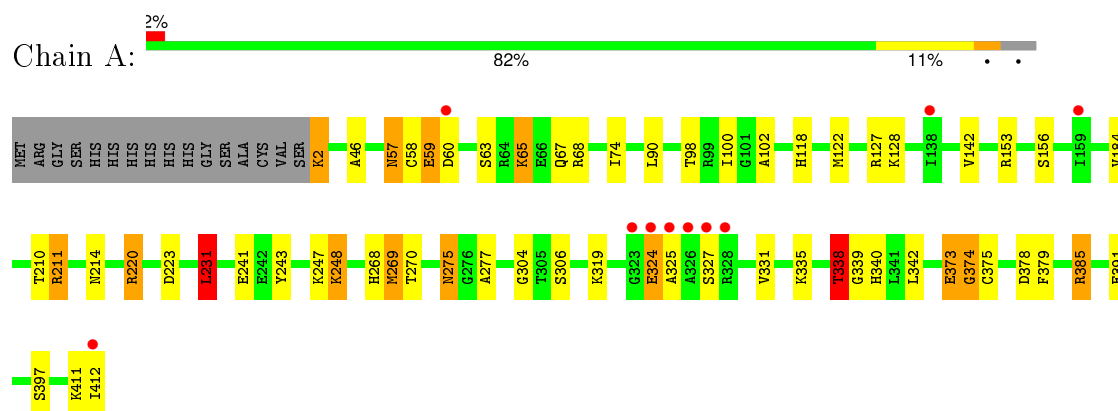 2%
Chain A:
82% 11% • •
MET ARG GLY SER HIS HIS HIS HIS HIS HIS GLY SER ALA CYS VAL SER K2 A46 N57 C58 E59 D60 S63 R64 K65 E66 Q67 R68 I74 L90 T98 R99 I100 G101 A102 H118 M122 R127 K128 I138 V142 R153 S156 I159
T210 R211 N214 R220 D223 L231 E241 E242 Y243 K247 K248 H268 M269 T270 N275 G276 A277 G304 T305 S306 K319 G323 E324 A325 A326 S327 R328 V331 K335 T338 G339 H340 L341 L342 E373 G374 C375 D378 F379 R385
S397 K411 I412